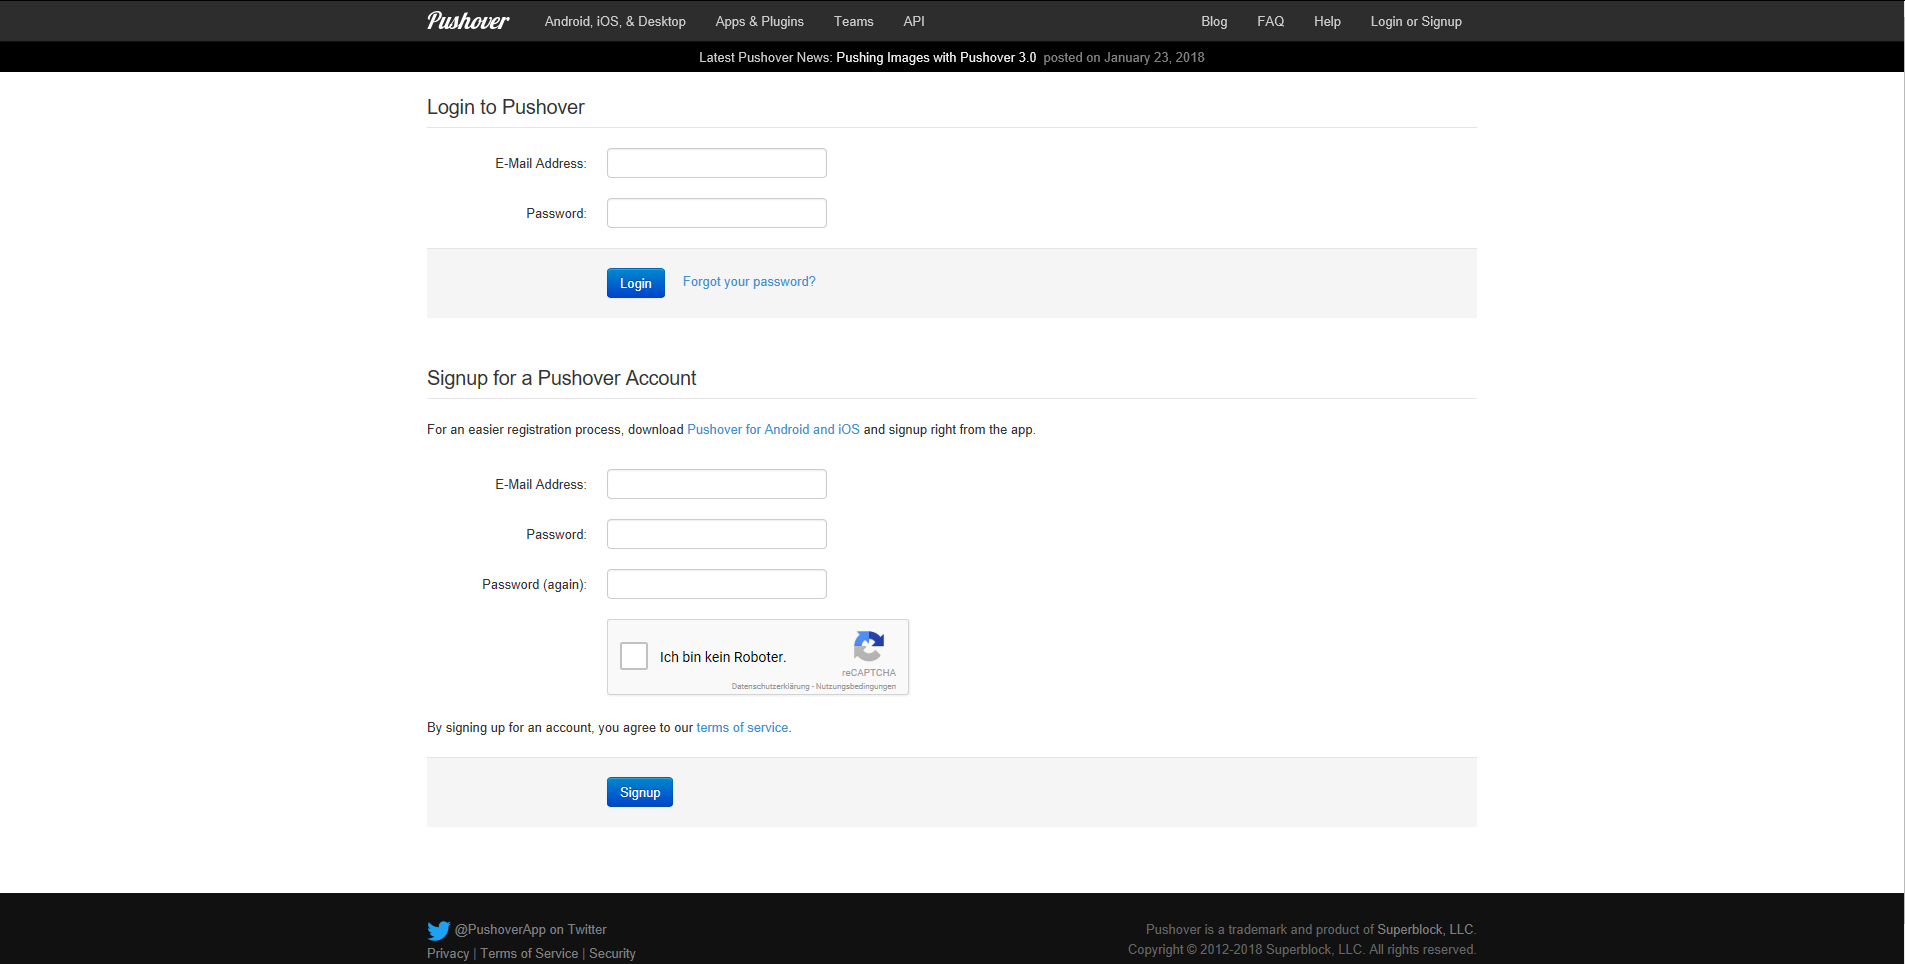 Pushover Android, iOS, & Desktop Apps & Plugins Teams API Blog FAQ Help Login or Signup
Latest Pushover News: Pushing Images with Pushover 3.0 posted on January 23, 2018
Login to Pushover
E-Mail Address:
Password:
Login Forgot your password?
Signup for a Pushover Account
For an easier registration process, download Pushover for Android and iOS and signup right from the app.
E-Mail Address:
Password:
Password (again):
Ich bin kein Roboter.
reCAPTCHA
Datenschutzerklärung - Nutzungsbedingungen
By signing up for an account, you agree to our terms of service.
Signup
@PushoverApp on Twitter
Privacy | Terms of Service | Security
Pushover is a trademark and product of Superblock, LLC.
Copyright © 2012-2018 Superblock, LLC. All rights reserved.